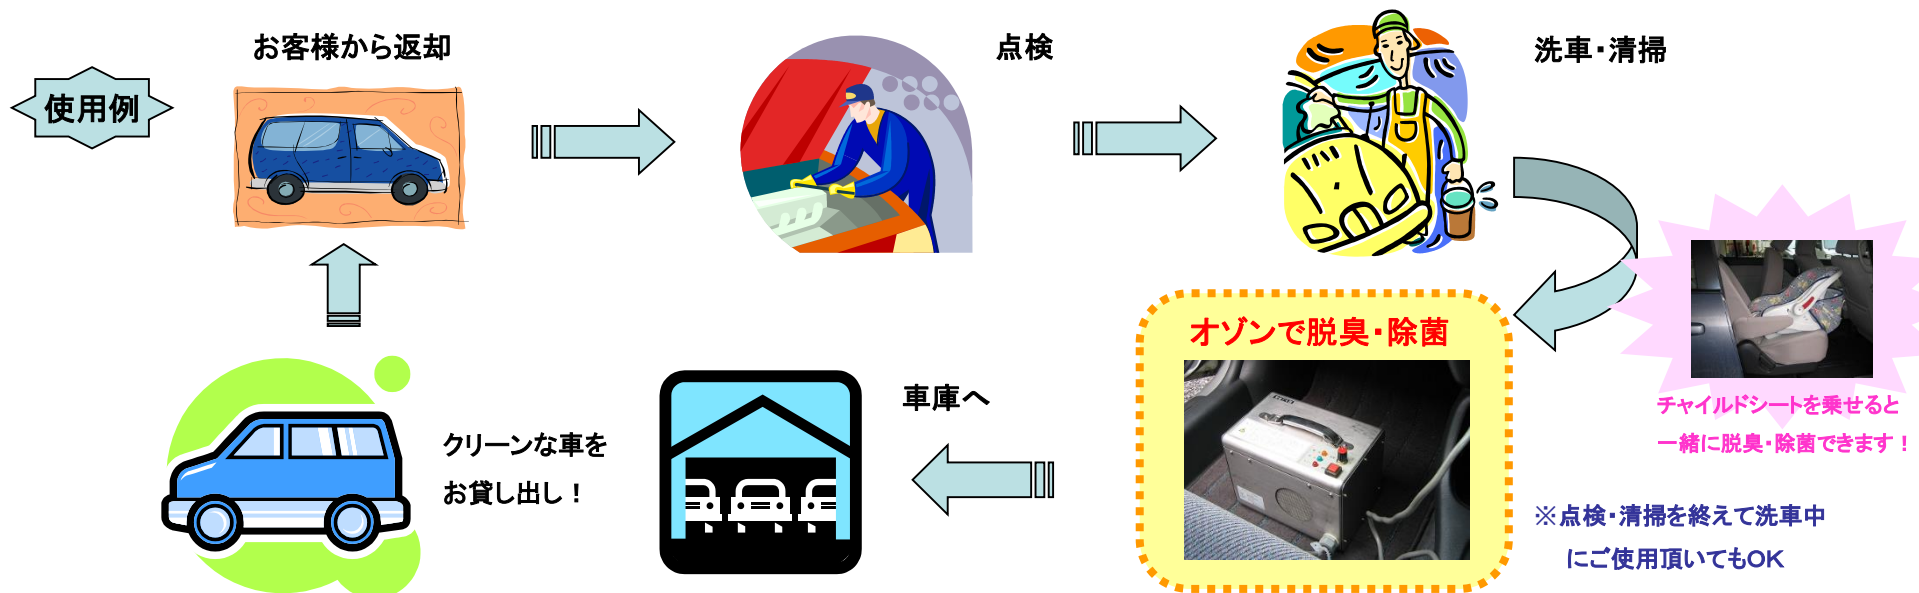 使用例
お客様から返却
点検
洗車・清掃
オゾンで脱臭・除菌
チャイルドシートを乗せると
一緒に脱臭・除菌できます！
※点検・清掃を終えて洗車中
にご使用頂いてもOK
車庫へ
クリーンな車を
お貸し出し！